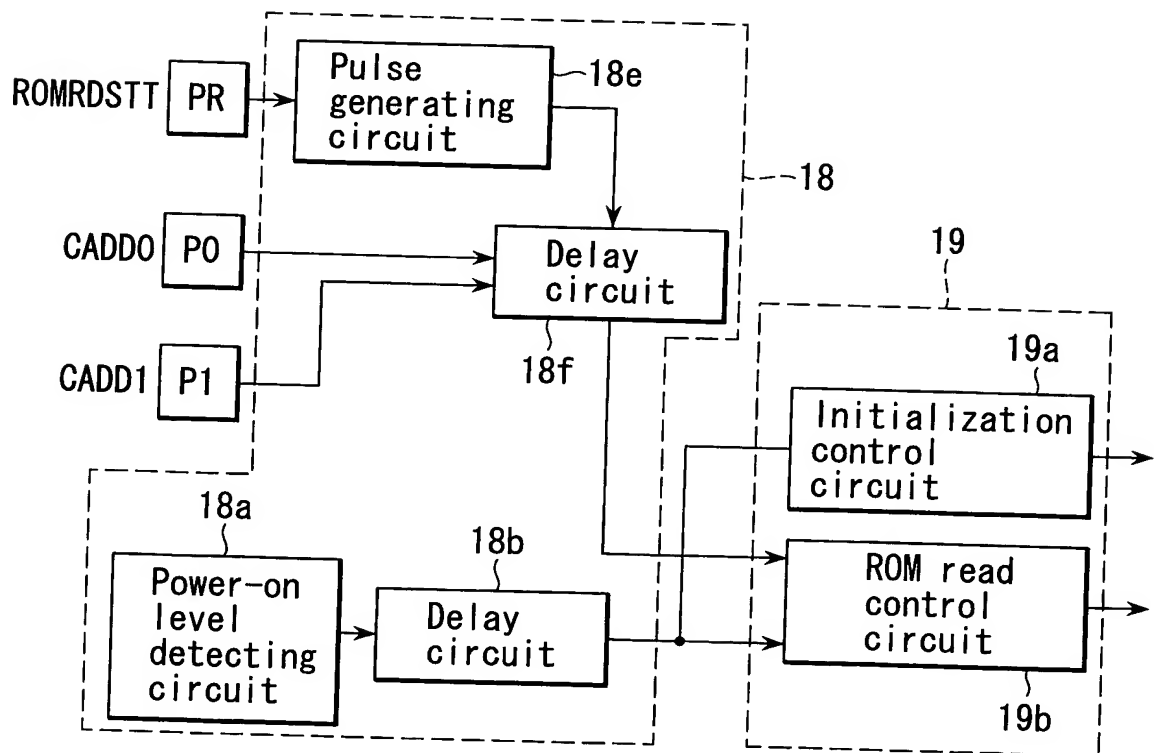 ROMRDSTT PR
Pulse
generating
circuit
18e
18
CADD0 P0
Delay
circuit
18f
CADD1 P1
19
19a
Initialization
control
circuit
18a
Power-on
level
detecting
circuit
18b
Delay
circuit
ROM read
control
circuit
19b